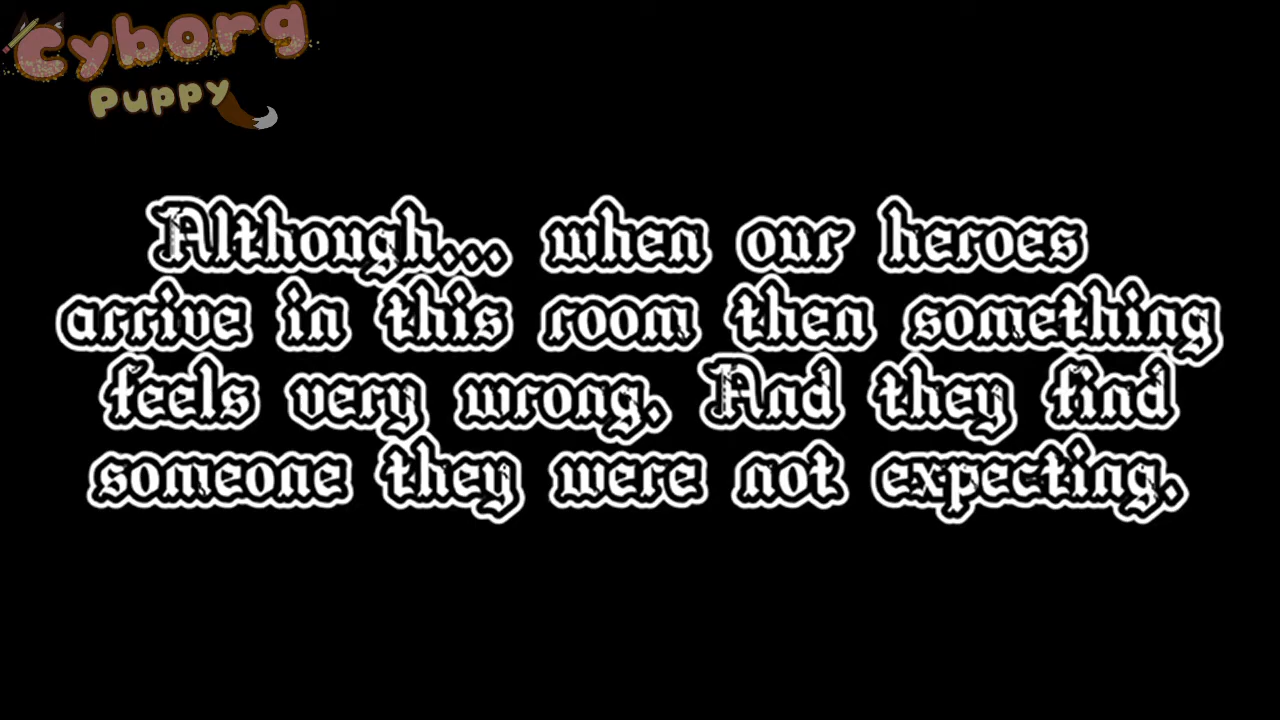 Cyborg
Puppy
Although... when our heroes
arrive in this room then something
feels very wrong. And they find
someone they were not expecting.